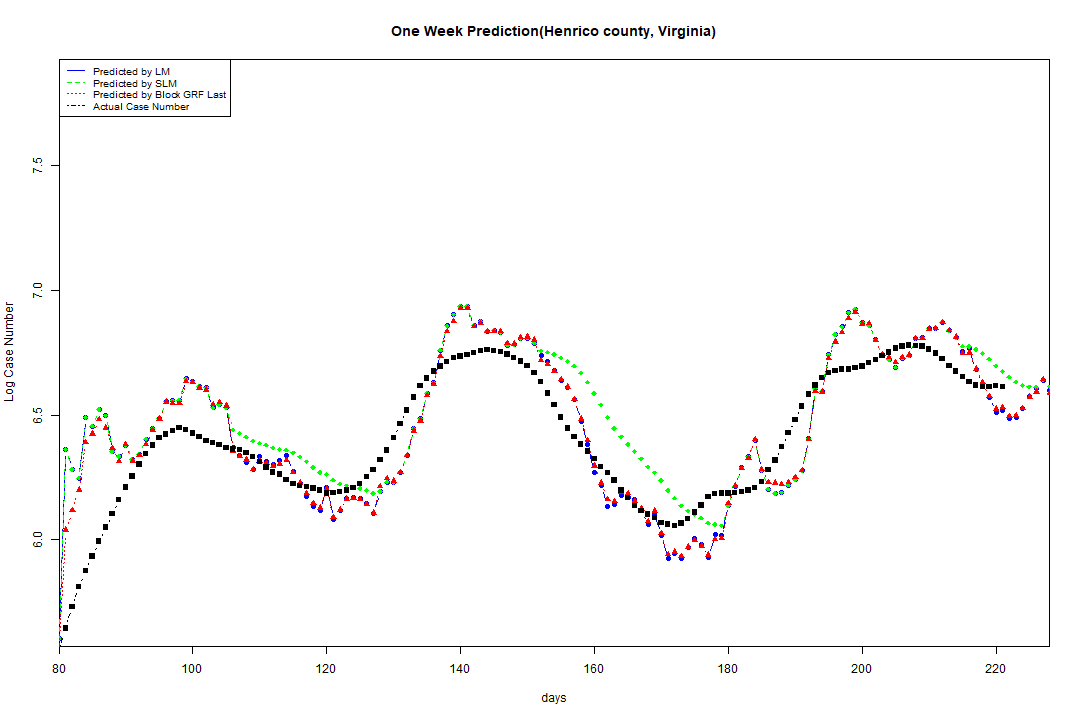 One Week Prediction(Henrico county, Virginia)
Predicted by LM
Predicted by SLM
Predicted by Block GRF Last
Actual Case Number
7.5
7.0
6.5
6.0
Log Case Number
80 100 120 140 160 180 200 220
days